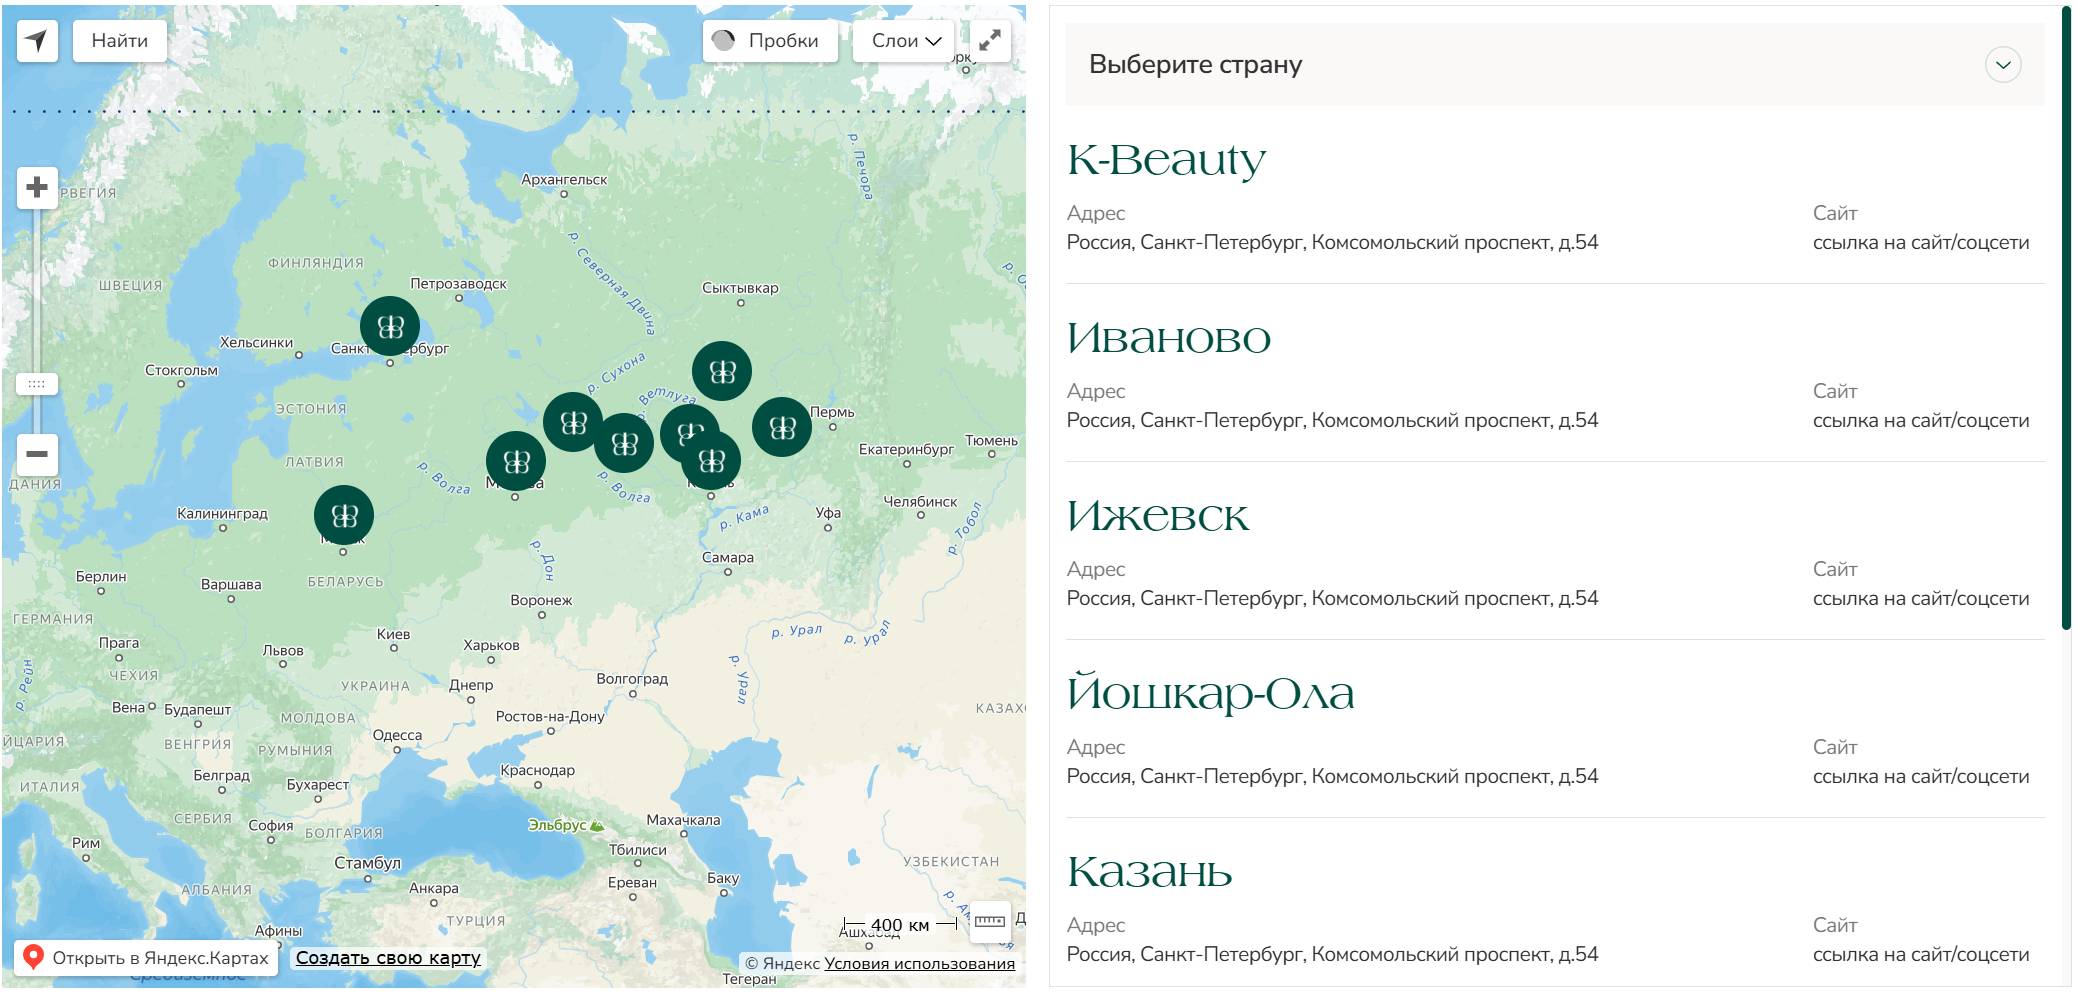 Найти
Пробки
Слои
Архангельск
р. Печора
РВЕГИЯ
ФИНЛЯНДИЯ
ШВЕЦИЯ
Петрозаводск
р. Северная Двина
Сыктывкар
Хельсинки
Стокгольм
р. Сухона
р. Ветлуга
ЭСТОНИЯ
Пермь
Тюмень
Екатеринбург
ЛАТВИЯ
р. Волга
р. Волга
ДАНИЯ
Челябинск
Калининград
р. Кама
Уфа
р. Тобол
р. Дон
Самара
Берлин
Варшава
БЕЛАРУСЬ
Воронеж
ГЕРМАНИЯ
Киев
р. Урал
р. Урал
Прага
Львов
Харьков
р. Рейн
ЧЕХИЯ
УКРАИНА
Днепр
Волгоград
р. Урал
Вена
Будапешт
МОЛДОВА
Ростов-на-Дону
КАЗАХ
ЙЦАРИЯ
ВЕНГРИЯ
РУМЫНИЯ
Одесса
ИТАЛИЯ
Белград
Бухарест
Краснодар
СЕРБИЯ
София
БОЛГАРИЯ
Эльбрус
Махачкала
Рим
Стамбул
Тбилиси
УЗБЕКИСТАН
АЛБАНИЯ
Анкара
Ереван
Баку
ТУРЦИЯ
400 км
Афины
Ашхабад
Открыть в Яндекс.Картах
Создать свою карту
© Яндекс Условия использования
Тегеран
Выберите страну
K-Beauty
Адрес Сайт
Россия, Санкт-Петербург, Комсомольский проспект, д.54 ссылка на сайт/соцсети
Иваново
Адрес Сайт
Россия, Санкт-Петербург, Комсомольский проспект, д.54 ссылка на сайт/соцсети
Ижевск
Адрес Сайт
Россия, Санкт-Петербург, Комсомольский проспект, д.54 ссылка на сайт/соцсети
Йошкар-Ола
Адрес Сайт
Россия, Санкт-Петербург, Комсомольский проспект, д.54 ссылка на сайт/соцсети
Казань
Адрес Сайт
Россия, Санкт-Петербург, Комсомольский проспект, д.54 ссылка на сайт/соцсети